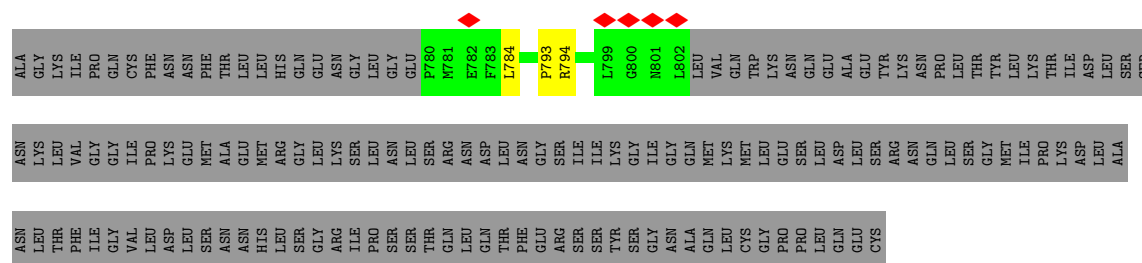 ALA GLY LYS ILE PRO GLN CYS PHE ASN ASN PHE THR LEU LEU HIS GLN GLU ASN GLY LEU GLY GLU P780 M781 E782 F783 L784 P793 R794 L799 G800 N801 L802 LEU VAL GLN TRP LYS ASN GLN GLU ALA GLU TYR LYS ASN PRO LEU THR TYR LEU LYS THR ILE ASP LEU SER SER
ASN LYS LEU VAL GLY GLY ILE PRO LYS GLU MET ALA GLU MET ARG GLY LEU LYS SER LEU ASN LEU SER ARG ASN ASP LEU ASN GLY SER ILE ILE LYS GLY ILE GLY GLN MET LYS MET LEU GLU SER LEU ASP LEU SER ARG ASN GLN LEU SER GLY MET ILE PRO LYS ASP LEU ALA
ASN LEU THR PHE ILE GLY VAL LEU ASP LEU SER ASN ASN HIS LEU SER GLY ARG ILE PRO SER SER THR GLN LEU GLN THR PHE GLU ARG SER SER TYR SER GLY ASN ALA GLN LEU CYS GLY PRO PRO LEU GLN GLU CYS